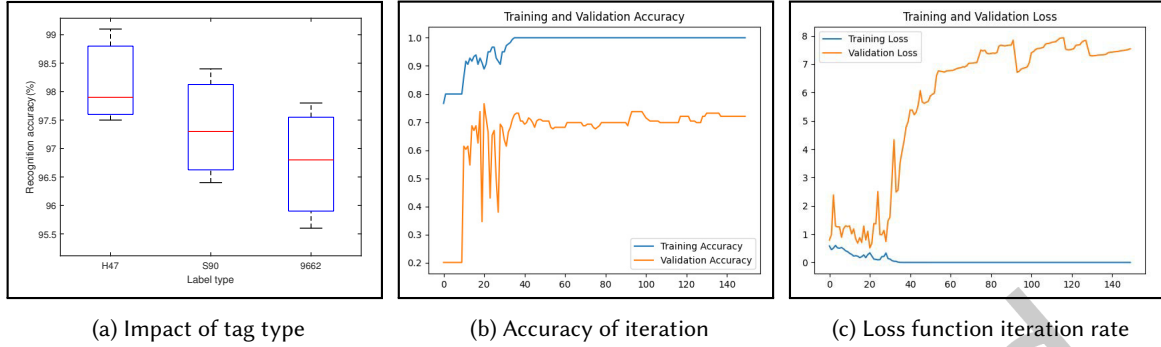 Recognition accuracy(%)
99
98.5
98
97.5
97
96.5
96
95.5
H47 S90 9662
Label type
(a) Impact of tag type
Training and Validation Accuracy
1.0
0.9
0.8
0.7
0.6
0.5
0.4
0.3
0.2
Training Accuracy
Validation Accuracy
0 20 40 60 80 100 120 140
(b) Accuracy of iteration
Training and Validation Loss
Training Loss
Validation Loss
8
7
6
5
4
3
2
1
0
0 20 40 60 80 100 120 140
(c) Loss function iteration rate